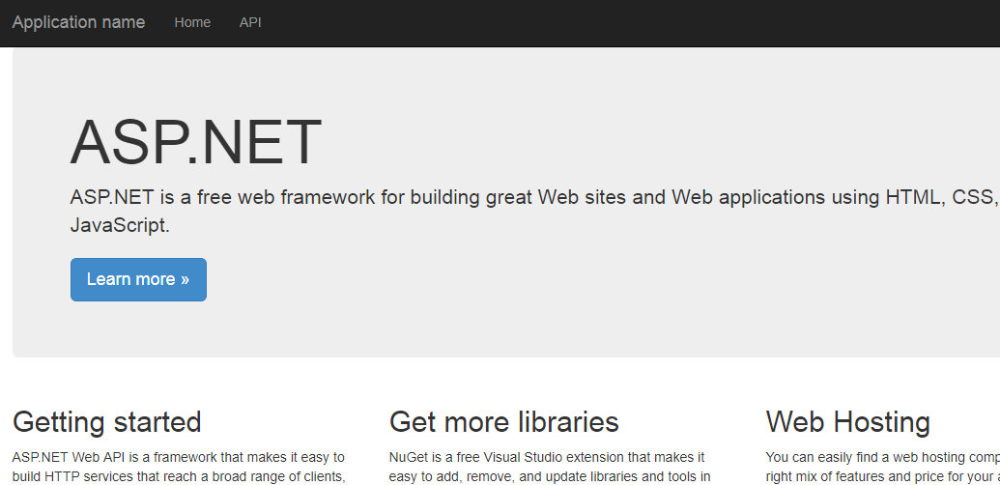 Application name Home API
ASP.NET
ASP.NET is a free web framework for building great Web sites and Web applications using HTML, CSS,
JavaScript.
Learn more »
Getting started
ASP.NET Web API is a framework that makes it easy to
build HTTP services that reach a broad range of clients,
Get more libraries
NuGet is a free Visual Studio extension that makes it
easy to add, remove, and update libraries and tools in
Web Hosting
You can easily find a web hosting
right mix of features and price for your